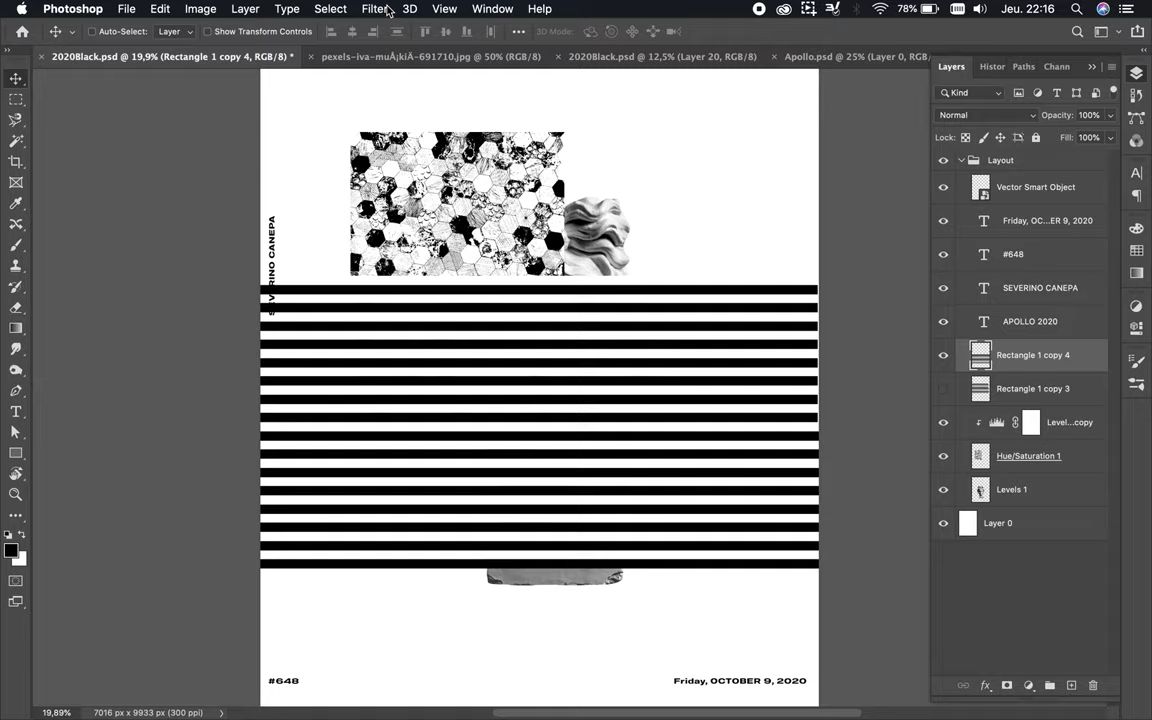 Photoshop File Edit Image Layer Type Select Filter 3D View Window Help 78% Jeu. 22:16
Auto-Select: Layer Show Transform Controls 3D Mode:
2020Black.psd @ 19,9% (Rectangle 1 copy 4, RGB/8) * pexels-iva-muÅ¡kiÄ-691710.jpg @ 50% (RGB/8) 2020Black.psd @ 12,5% (Layer 20, RGB/8) Apollo.psd @ 25% (Layer 0, RGB/
Layers Histor Paths Chann
Kind
Normal Opacity: 100%
Lock: Fill: 100%
Layout
Vector Smart Object
Friday, OC...ER 9, 2020
#648
SEVERINO CANEPA
APOLLO 2020
Rectangle 1 copy 4
Rectangle 1 copy 3
Level...copy
Hue/Saturation 1
Levels 1
Layer 0
SEVERINO CANEPA
#648 Friday, OCTOBER 9, 2020
19,89% 7016 px x 9933 px (300 ppi)